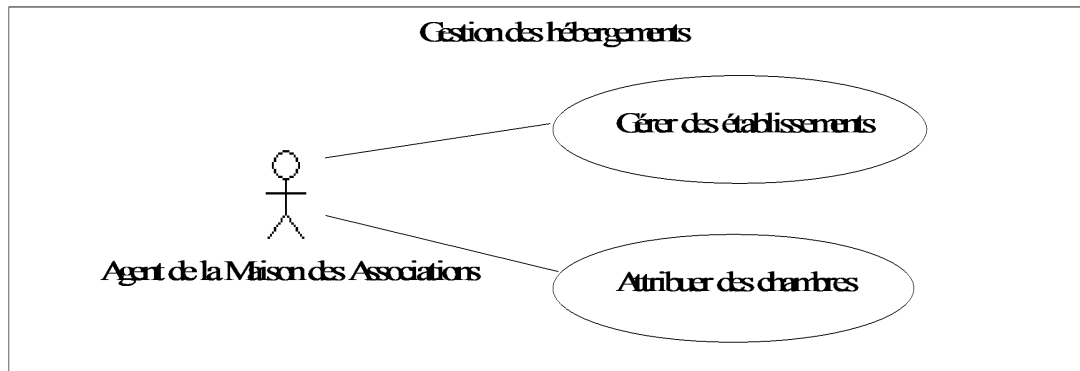 Gestion des hébergements
Gérer des établissements
Agent de la Maison des Associations
Attribuer des chambres